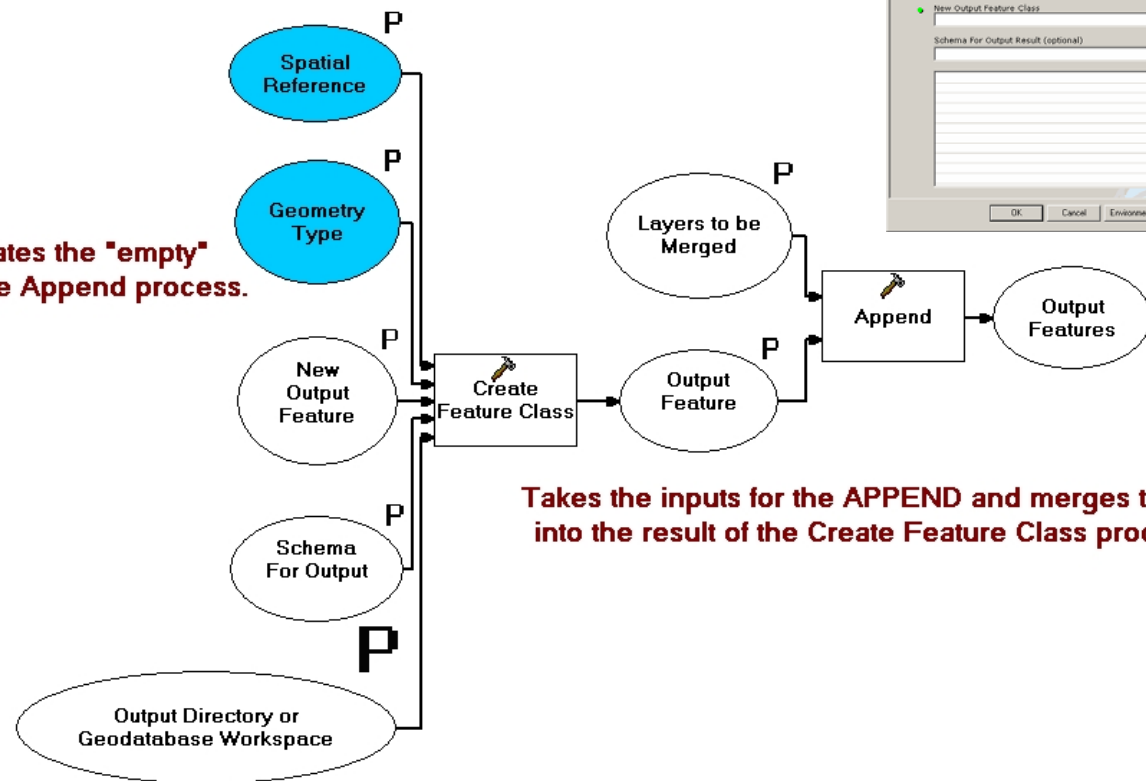 New Output Feature Class
Schema For Output Result (optional)
OK
Cancel
P
Spatial
Reference
P
Geometry
Type
"empty"
Append process.
P
New
Output
Feature
P
Schema
For Output
P
Output Directory or
Geodatabase Workspace
Create
Feature Class
P
Layers to be
Merged
P
Output
Feature
Append
Output
Features
Takes the inputs for the APPEND and merges
into the result of the Create Feature Class